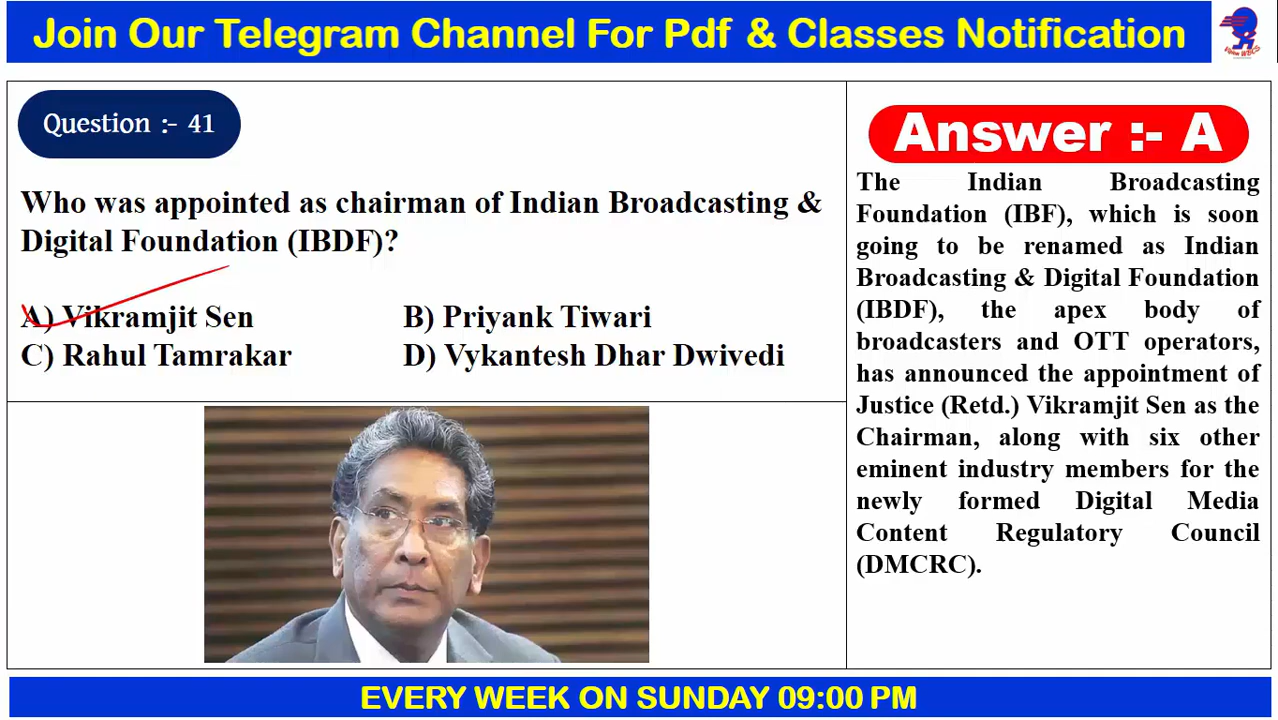 Join Our Telegram Channel For Pdf & Classes Notification
Question :- 41
Who was appointed as chairman of Indian Broadcasting &
Digital Foundation (IBDF)?
A) Vikramjit Sen
B) Priyank Tiwari
C) Rahul Tamrakar
D) Vykantesh Dhar Dwivedi
Answer :- A
The Indian Broadcasting
Foundation (IBF), which is soon
going to be renamed as Indian
Broadcasting & Digital Foundation
(IBDF), the apex body of
broadcasters and OTT operators,
has announced the appointment of
Justice (Retd.) Vikramjit Sen as the
Chairman, along with six other
eminent industry members for the
newly formed Digital Media
Content Regulatory Council
(DMCRC).
EVERY WEEK ON SUNDAY 09:00 PM